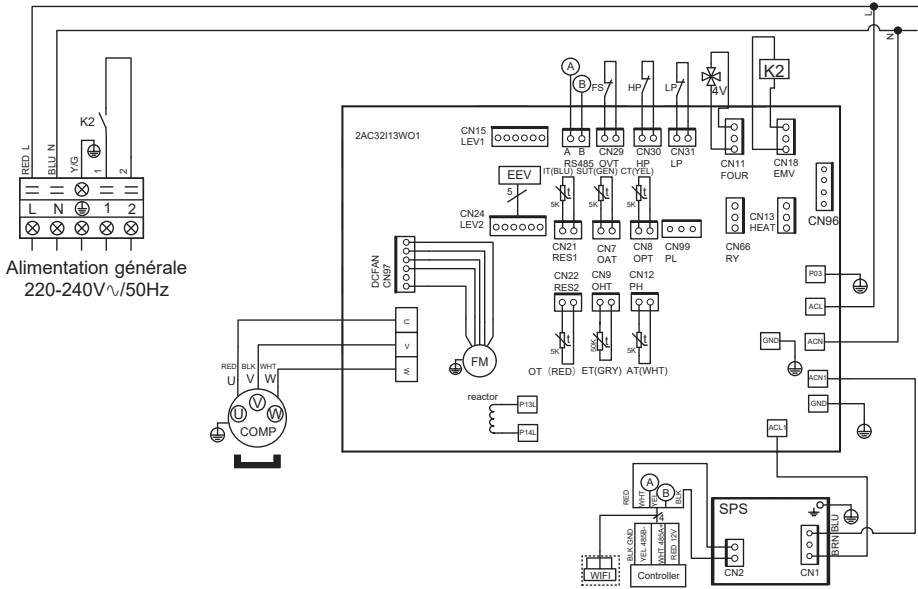 L
N
K2
RED L
BLU N
Y/G
1
2
L N 1 2
Alimentation générale
220-240V∿/50Hz
2AC32I13WO1
CN15
LEV1
A
B
FS
HP
LP
4V
K2
A B
RS485
CN29
OVT
CN30
HP
CN31
LP
CN11
FOUR
CN18
EMV
EEV
5
CN24
LEV2
IT(BLU) SUT(GEN) CT(YEL)
t
5K
t
5K
t
5K
CN21
RES1
CN7
OAT
CN8
OPT
CN99
PL
CN66
RY
CN13
HEAT
CN96
DCFAN
CN97
CN22
RES2
CN9
OHT
CN12
PH
t
5K
t
50K
t
5K
OT (RED) ET(GRY) AT(WHT)
FM
U
V
W
RED BLK WHT
U V W
U
V
W
COMP
reactor
P13L
P14L
P03
ACL
GND
ACN
ACN1
GND
ACL1
RED
WHT
A
YEL
B
BLK
4
BLK GND
YEL 485B-
WHT 485A+
RED 12V
WIFI
Controller
SPS
CN2
CN1
BRN
BLU